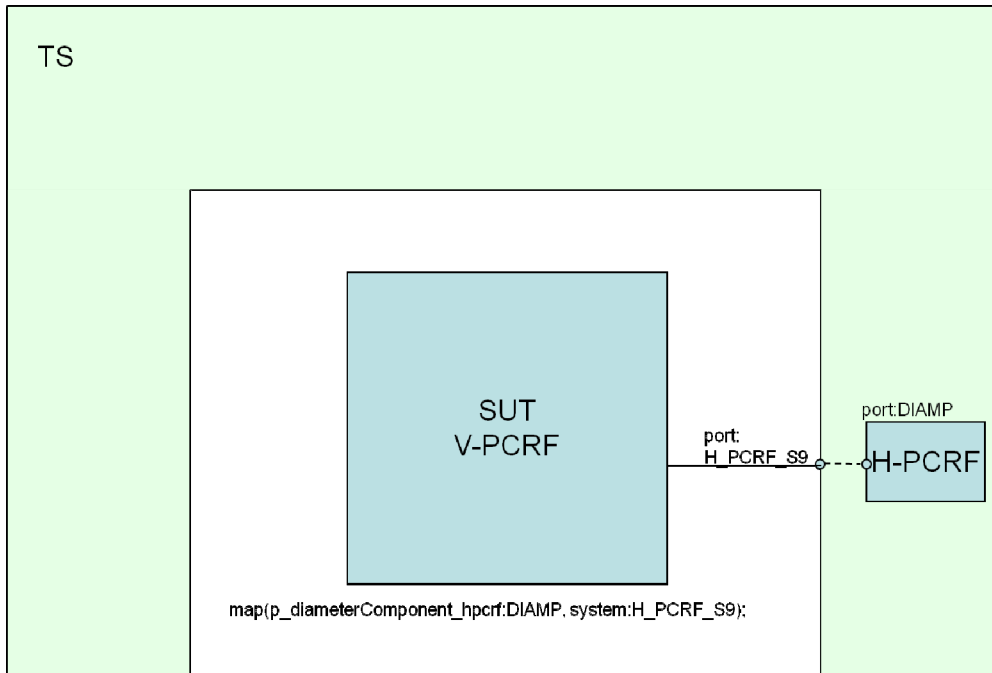 TS
SUT
V-PCRF
port:
H_PCRF_S9
port:DIAMP
H-PCRF
map(p_diameterComponent_hpcrf:DIAMP, system:H_PCRF_S9);